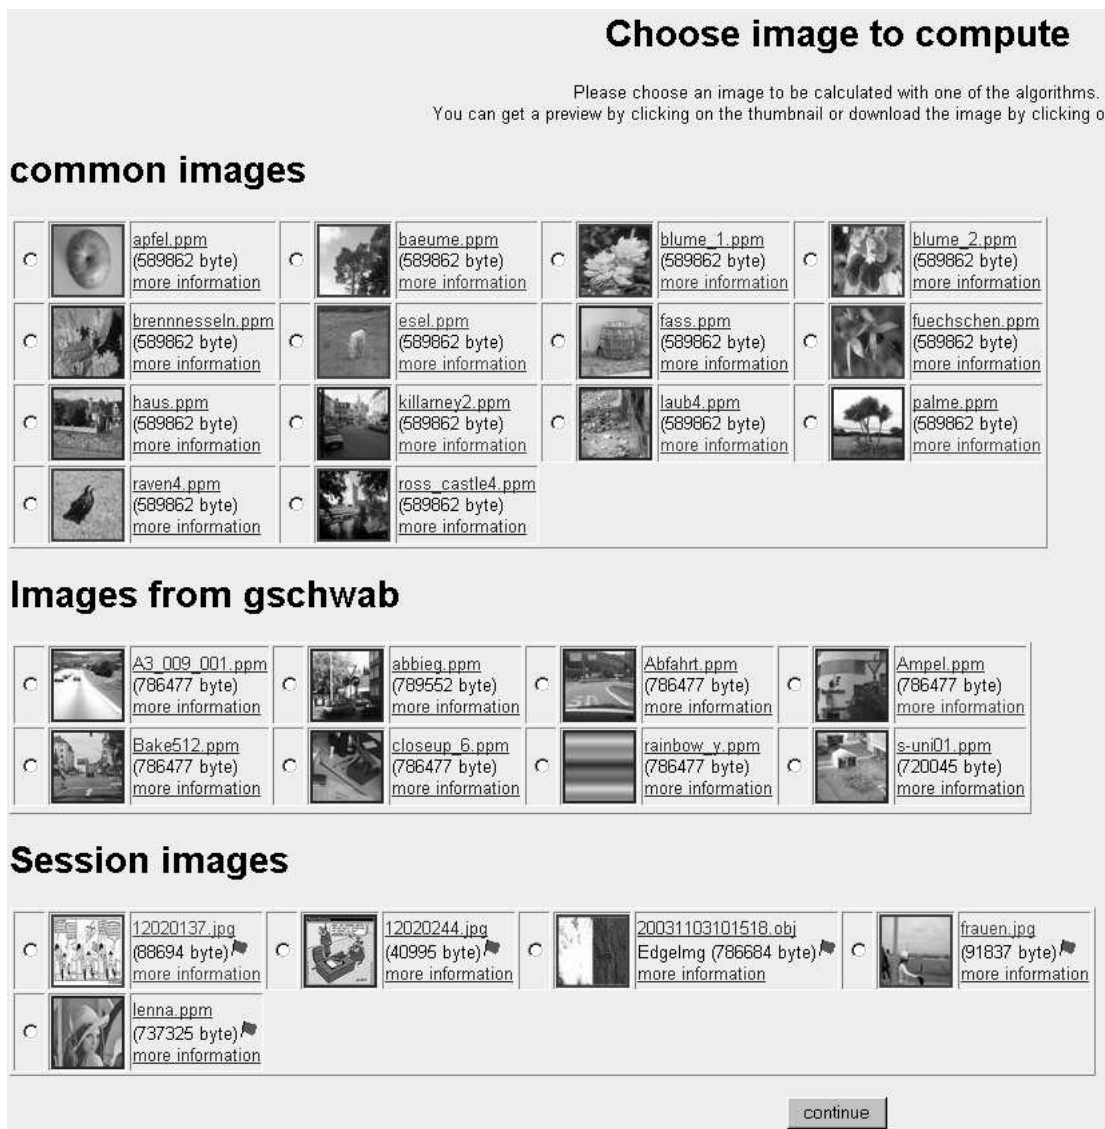 Choose image to compute
Please choose an image to be calculated with one of the algorithms.
You can get a preview by clicking on the thumbnail or download the image by clicking o
common images
apfel.ppm
(589862 byte)
more information
baeume.ppm
(589862 byte)
more information
blume_1.ppm
(589862 byte)
more information
blume_2.ppm
(589862 byte)
more information
brennnesseln.ppm
(589862 byte)
more information
esel.ppm
(589862 byte)
more information
fass.ppm
(589862 byte)
more information
fuechschen.ppm
(589862 byte)
more information
haus.ppm
(589862 byte)
more information
killarney2.ppm
(589862 byte)
more information
laub4.ppm
(589862 byte)
more information
palme.ppm
(589862 byte)
more information
raven4.ppm
(589862 byte)
more information
ross_castle4.ppm
(589862 byte)
more information
Images from gschwab
A3_009_001.ppm
(786477 byte)
more information
abbieg.ppm
(789552 byte)
more information
Abfahrt.ppm
(786477 byte)
more information
Ampel.ppm
(786477 byte)
more information
Bake512.ppm
(786477 byte)
more information
closeup_6.ppm
(786477 byte)
more information
rainbow_y.ppm
(786477 byte)
more information
s-uni01.ppm
(720045 byte)
more information
Session images
12020137.jpg
(88694 byte)
more information
12020244.jpg
(40995 byte)
more information
20031103101518.obj
EdgeImg (786684 byte)
more information
frauen.jpg
(91837 byte)
more information
lenna.ppm
(737325 byte)
more information
continue